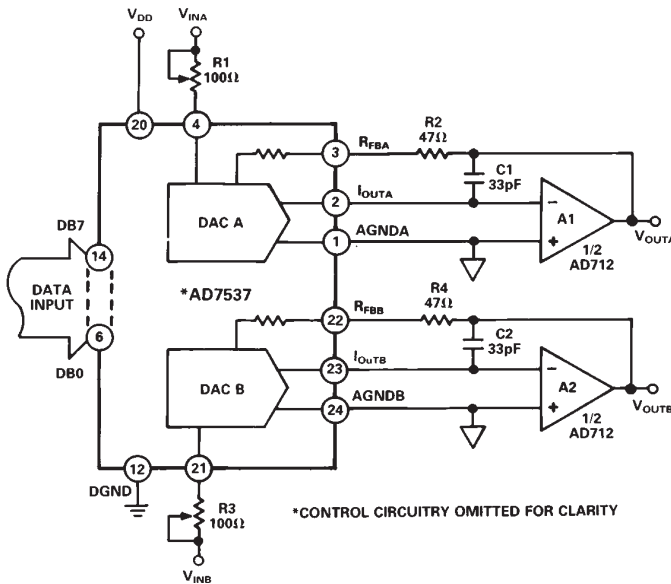 VDD
VINA
R1
100Ω
20
4
R2
47Ω
3
RFBA
C1
33pF
2
IOUTA
DAC A
A1
VOUTA
1
AGNDA
1/2
AD712
DB7
14
DATA
INPUT
*AD7537
6
DB0
22
RFBB
R4
47Ω
C2
33pF
23
IOuTB
DAC B
24
AGNDB
A2
VOUTB
1/2
AD712
12
21
DGND
R3
100Ω
*CONTROL CIRCUITRY OMITTED FOR CLARITY
VINB